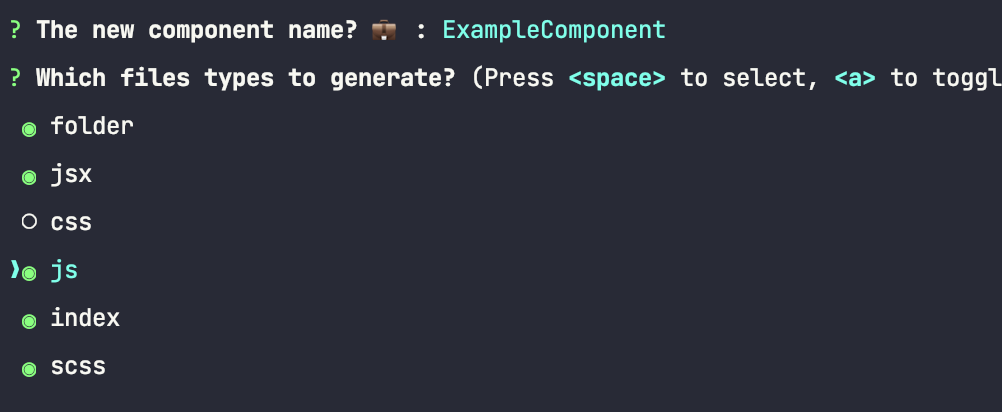 ? The new component name? 💼 : ExampleComponent
? Which files types to generate? (Press <space> to select, <a> to toggl
◉ folder
◉ jsx
◯ css
❯◉ js
◉ index
◉ scss